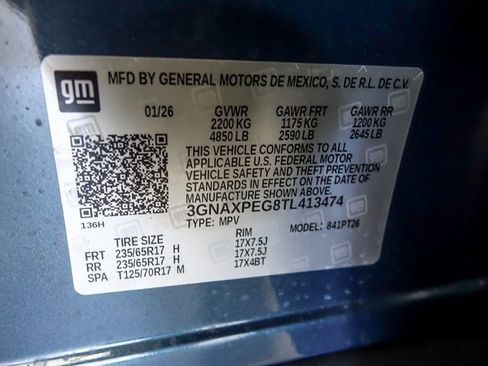 gm
MFD BY GENERAL MOTORS DE MEXICO, S. DE R.L. DE C.V.
01/26 GVWR GAWR FRT GAWR RR
2200 KG 1175 KG 1200 KG
4850 LB 2590 LB 2645 LB
THIS VEHICLE CONFORMS TO ALL
APPLICABLE U.S. FEDERAL MOTOR
VEHICLE SAFETY AND THEFT PREVENTION
STANDARDS IN EFFECT ON THE DATE OF
MANUFACTURE SHOWN ABOVE.
3GNAXPEG8TL413474
136H TYPE: MPV MODEL: 841PT26
TIRE SIZE RIM
FRT 235/65R17 H 17X7.5J
RR 235/65R17 H 17X7.5J
SPA T125/70R17 M 17X4BT